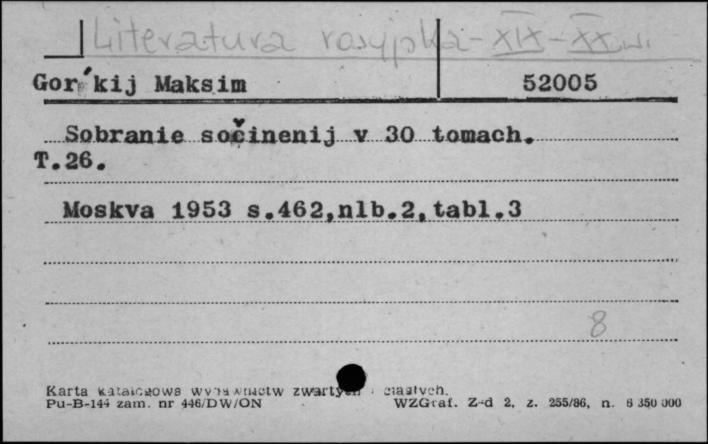 Literatura rosyjska - XIX - XX w.
Gor'kij Maksim 52005
Sobranie sočinenij v 30 tomach.
T.26.
Moskva 1953 s.462,nlb.2,tabl.3
8
Karta katalogowa wydawnictw zwartych i ciągłych.
Pu-B-144 zam. nr 446/DW/ON WZGraf. Z-d 2, z. 255/86, n. 6 350 000